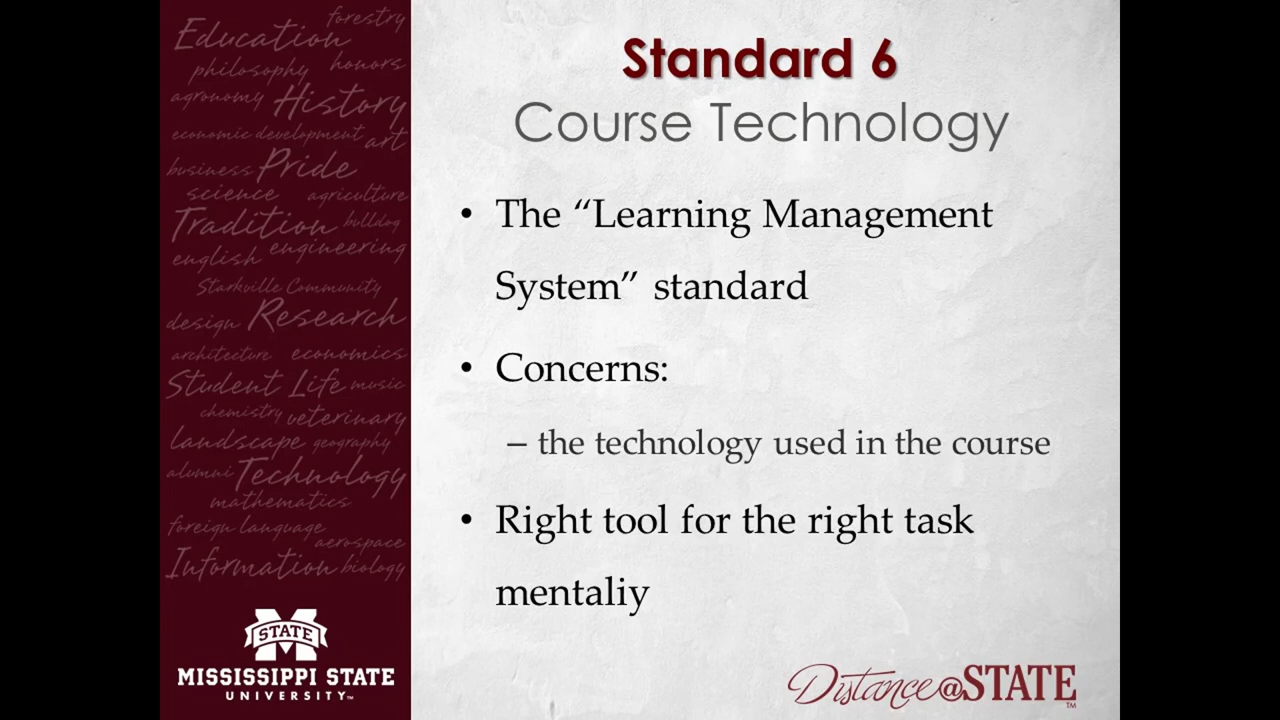 forestry
Education
philosophy honors
agronomy History
economic development art
business Pride
science agriculture
Tradition bulldog
english engineering
Starkville Community
design Research
architecture economics
Student Life music
chemistry veterinary
landscape geography
alumni Technology
mathematics
foreign language
aerospace
Information biology
STATE
MISSISSIPPI STATE
UNIVERSITY™
Standard 6
Course Technology
• The “Learning Management
System” standard
• Concerns:
– the technology used in the course
• Right tool for the right task
mentaliy
Distance@STATE
TM